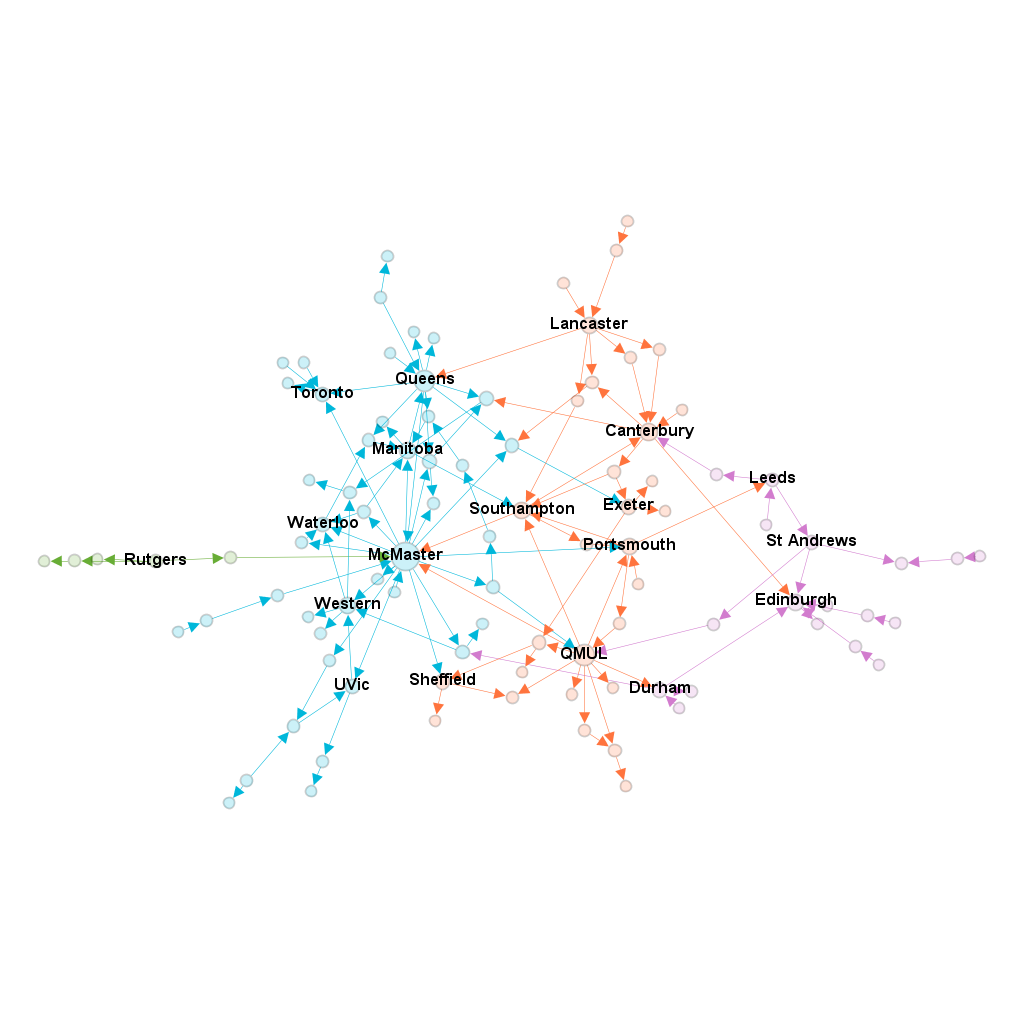 Lancaster
Queens
Toronto
Canterbury
Manitoba
Leeds
Southampton
Exeter
Waterloo
St Andrews
Portsmouth
McMaster
Rutgers
Edinburgh
Western
QMUL
Sheffield
UVic
Durham